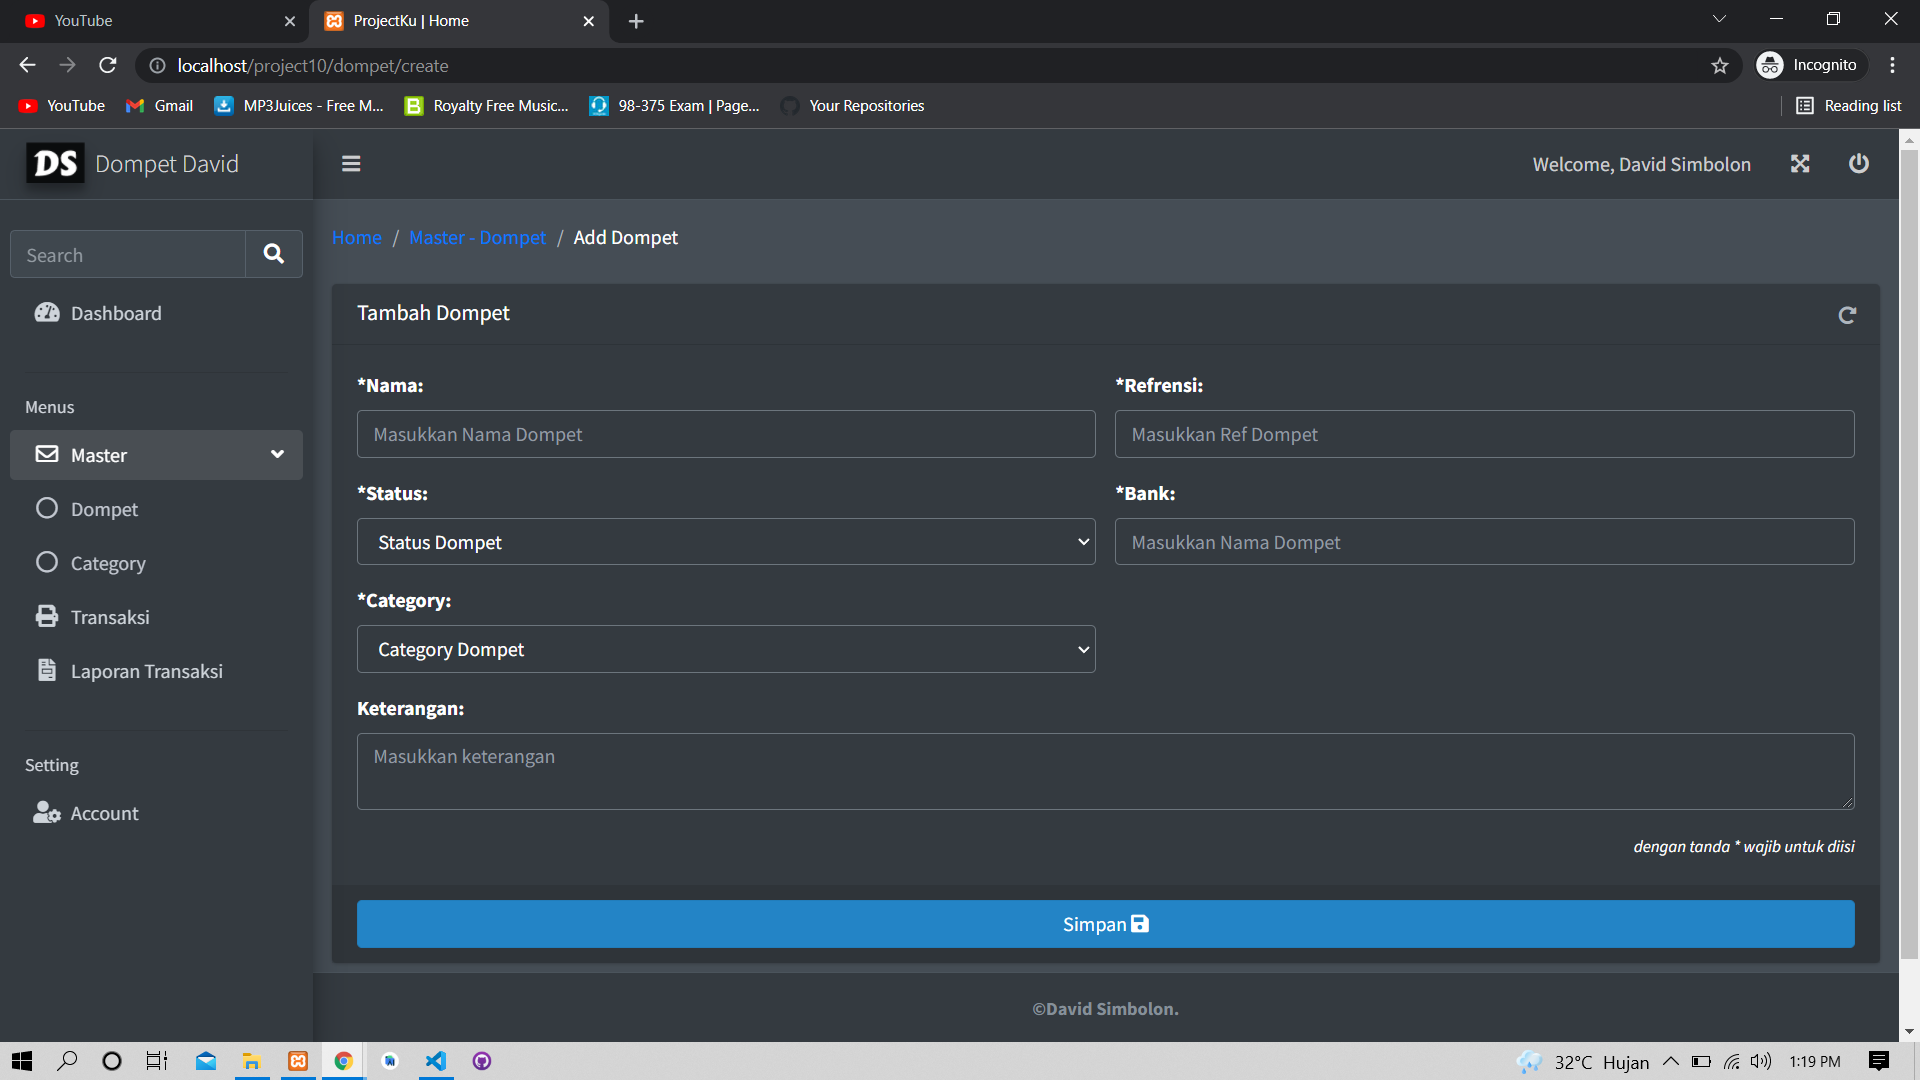 YouTube
ProjectKu | Home
localhost/project10/dompet/create
Incognito
YouTube
Gmail
MP3Juices - Free M...
Royalty Free Music...
98-375 Exam | Page...
Your Repositories
Reading list
DS Dompet David
Welcome, David Simbolon
Search
Home / Master - Dompet / Add Dompet
Dashboard
Menus
Master
Dompet
Category
Transaksi
Laporan Transaksi
Setting
Account
Tambah Dompet
*Nama:
Masukkan Nama Dompet
*Refrensi:
Masukkan Ref Dompet
*Status:
Status Dompet
*Bank:
Masukkan Nama Dompet
*Category:
Category Dompet
Keterangan:
Masukkan keterangan
dengan tanda * wajib untuk diisi
Simpan
©David Simbolon.
32°C Hujan
1:19 PM